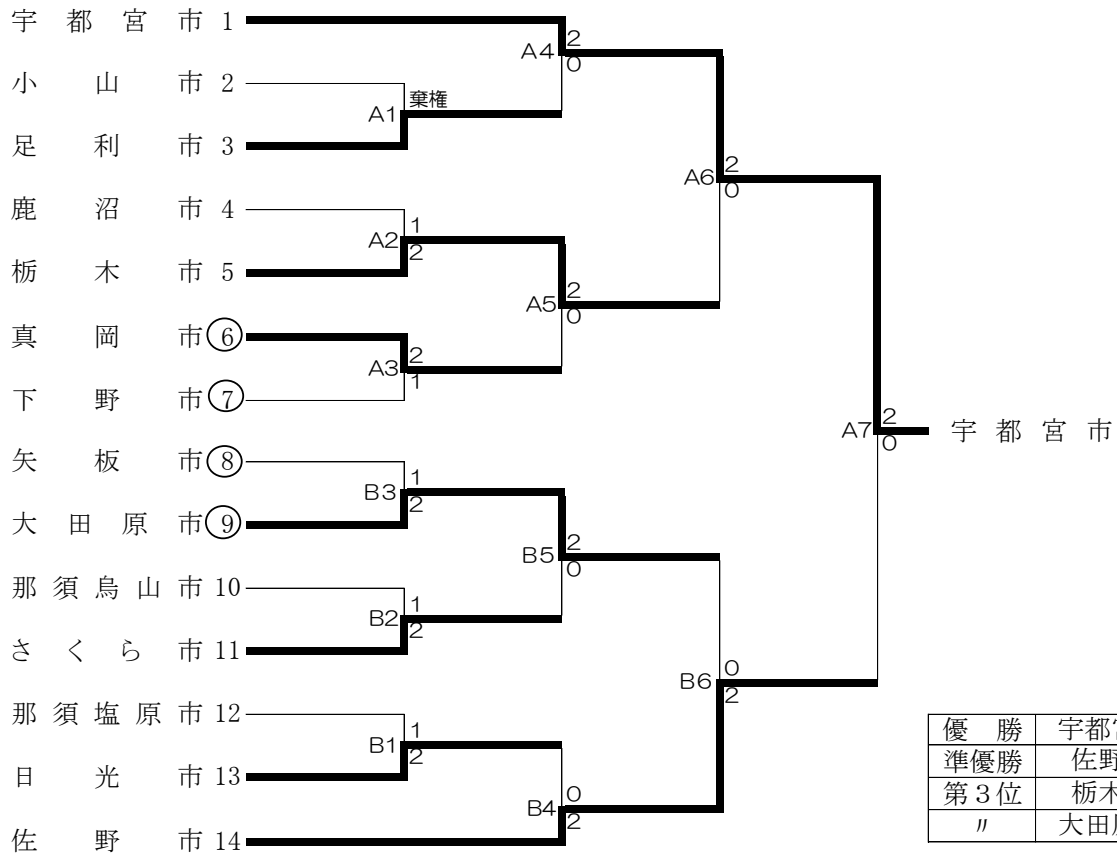 宇都宮市 1
2
A4
0
小山市 2
棄権
A1
足利市 3
2
A6
0
鹿沼市 4
1
A2
2
栃木市 5
2
A5
0
真岡市 ⑥
2
A3
1
下野市 ⑦
2
A7
0
宇都宮市
矢板市 ⑧
1
B3
2
大田原市 ⑨
2
B5
0
那須烏山市 10
1
B2
2
さくら市 11
0
B6
2
那須塩原市 12
1
B1
2
日光市 13
0
B4
2
佐野市 14
優勝 宇都
準優勝 佐野
第３位 栃木
〃 大田